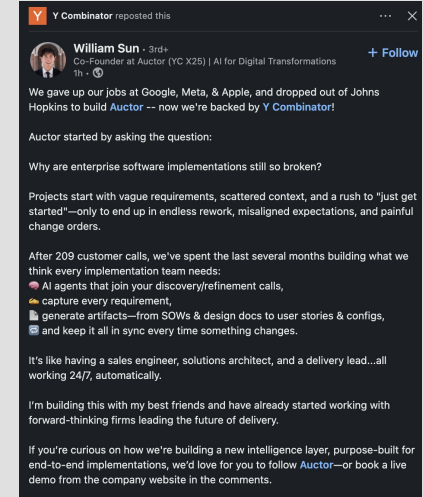 Y Combinator reposted this
William Sun • 3rd+
+ Follow
Co-Founder at Auctor (YC X25) | AI for Digital Transformations
1h •
We gave up our jobs at Google, Meta, & Apple, and dropped out of Johns
Hopkins to build Auctor -- now we're backed by Y Combinator!
Auctor started by asking the question:
Why are enterprise software implementations still so broken?
Projects start with vague requirements, scattered context, and a rush to "just get
started"—only to end up in endless rework, misaligned expectations, and painful
change orders.
After 209 customer calls, we've spent the last several months building what we
think every implementation team needs:
🧠 AI agents that join your discovery/refinement calls,
✍️ capture every requirement,
📄 generate artifacts—from SOWs & design docs to user stories & configs,
🔁 and keep it all in sync every time something changes.
It's like having a sales engineer, solutions architect, and a delivery lead...all
working 24/7, automatically.
I'm building this with my best friends and have already started working with
forward-thinking firms leading the future of delivery.
If you're curious on how we're building a new intelligence layer, purpose-built for
end-to-end implementations, we'd love for you to follow Auctor—or book a live
demo from the company website in the comments.